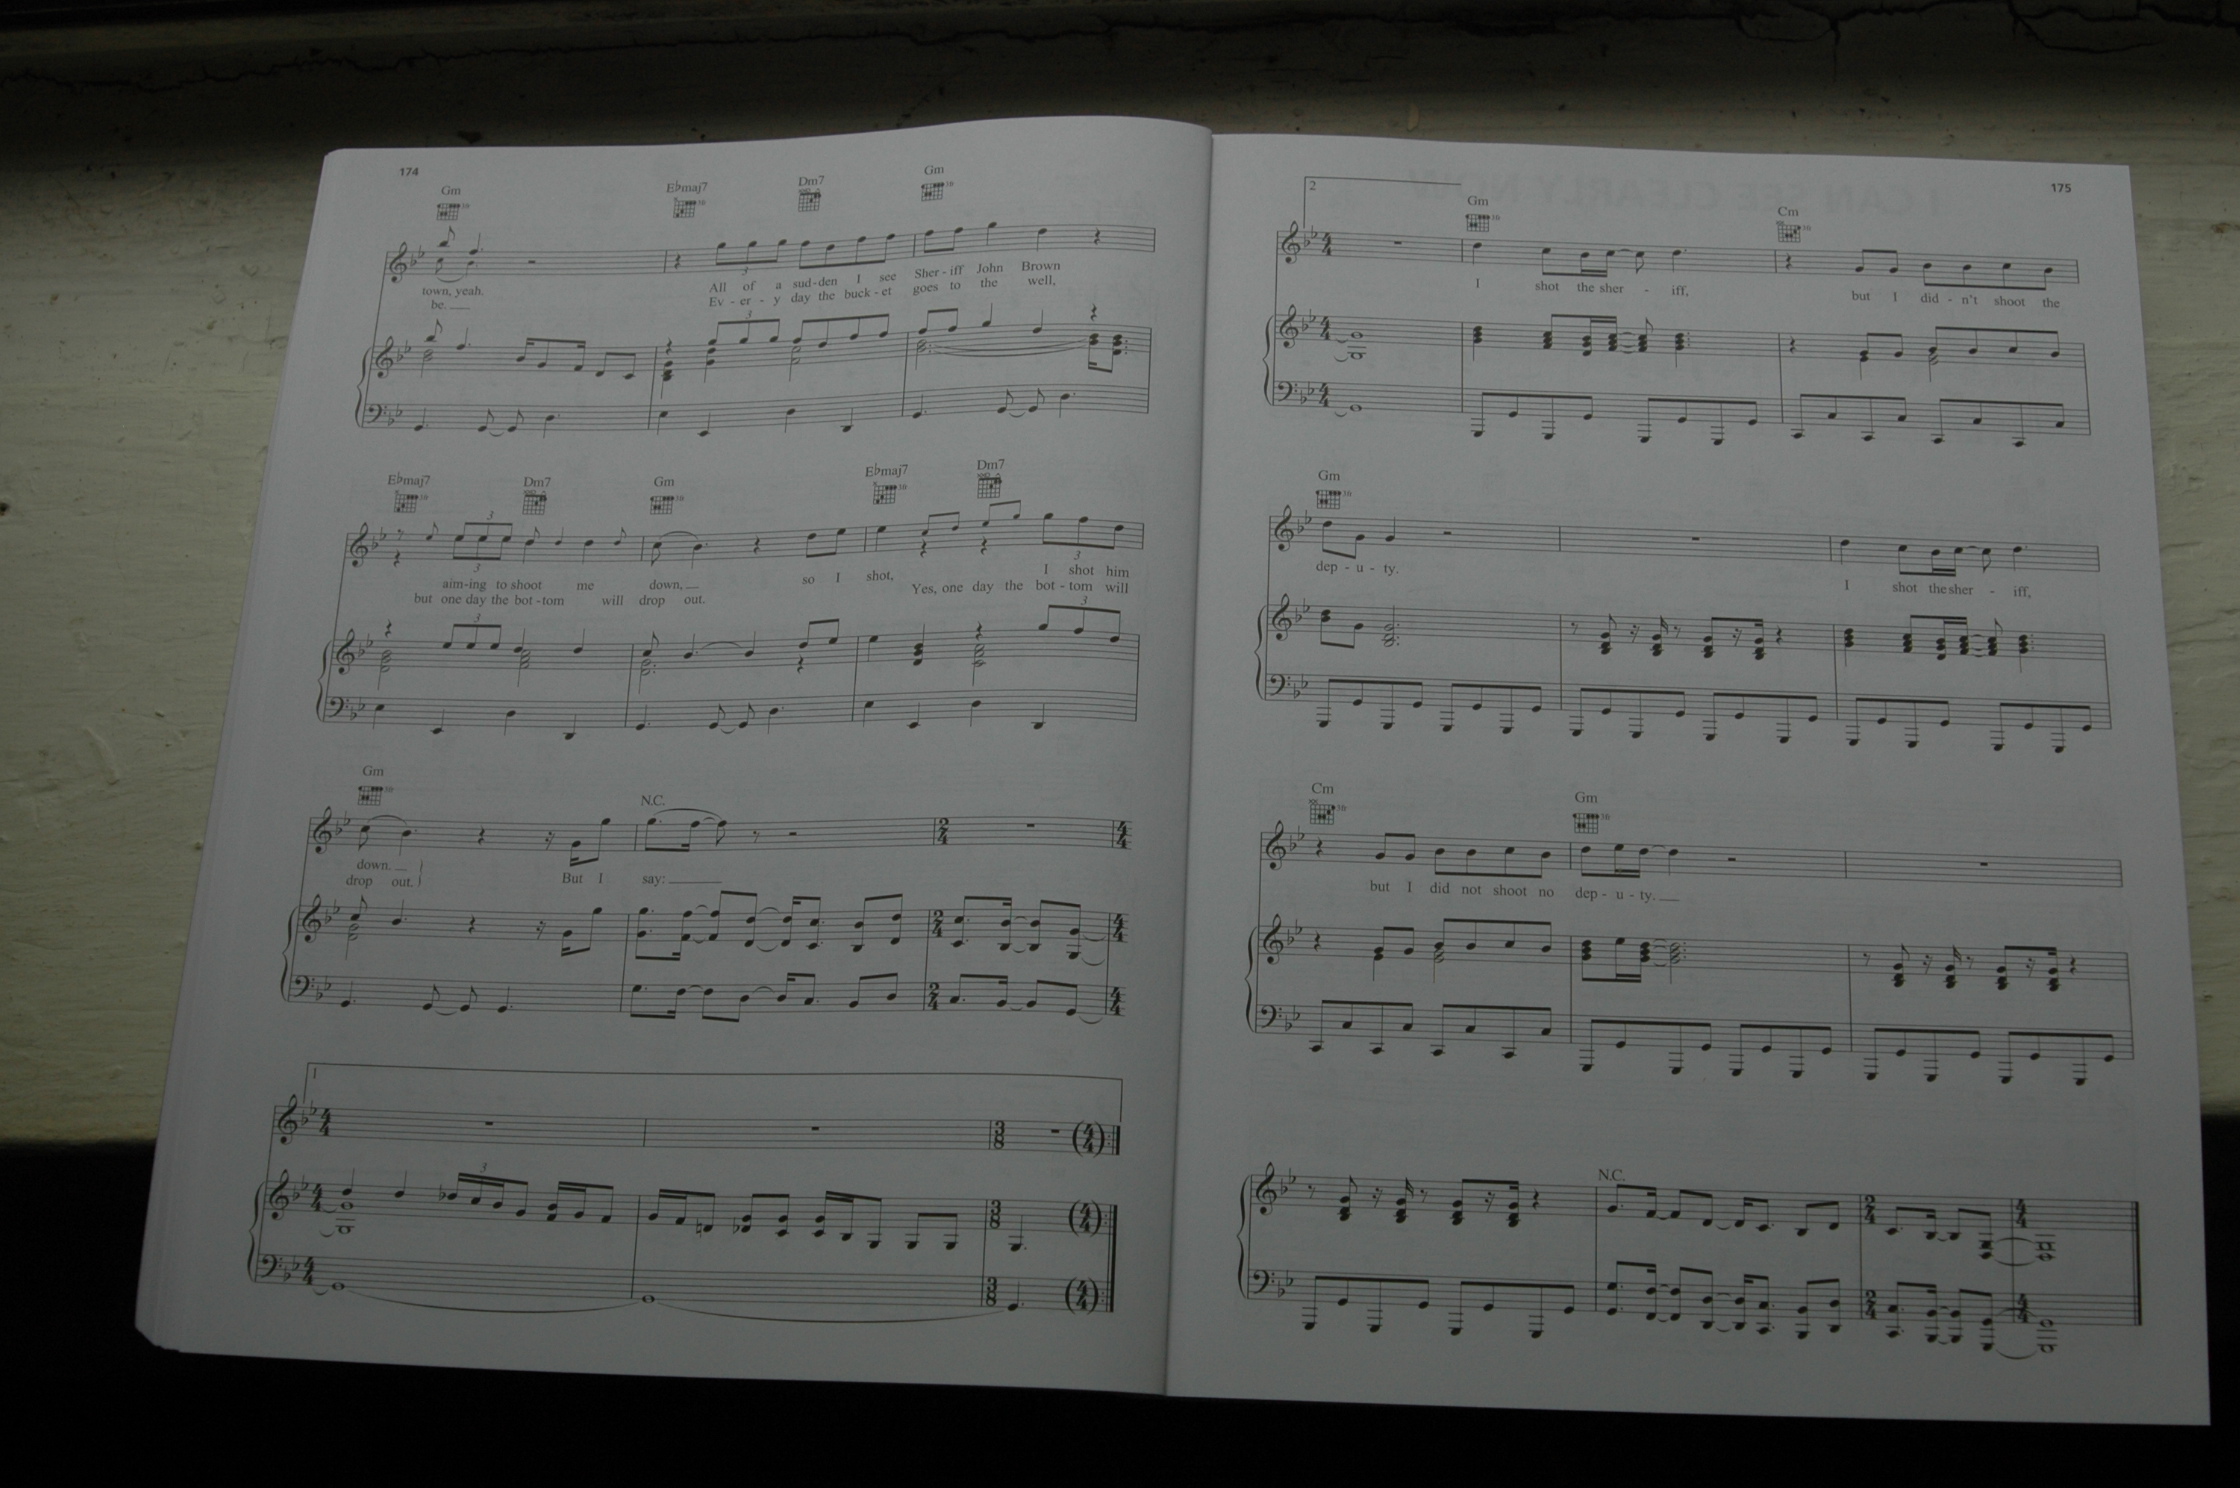 174
Gm E♭maj7 Dm7 Gm
town, yeah. All of a sud-den I see Sher-iff John Brown
be. Ev-er-y day the buck-et goes to the well,
E♭maj7 Dm7 Gm E♭maj7 Dm7
aim-ing to shoot me down, so I shot, I shot him
but one day the bot-tom will drop out. Yes, one day the bot-tom will
Gm N.C.
down.
drop out. But I say:
1
175
2
Gm Cm
I shot the sher - iff, but I did - n't shoot the
Gm
dep - u - ty. I shot the sher - iff,
Cm Gm
but I did not shoot no dep - u - ty.
N.C.